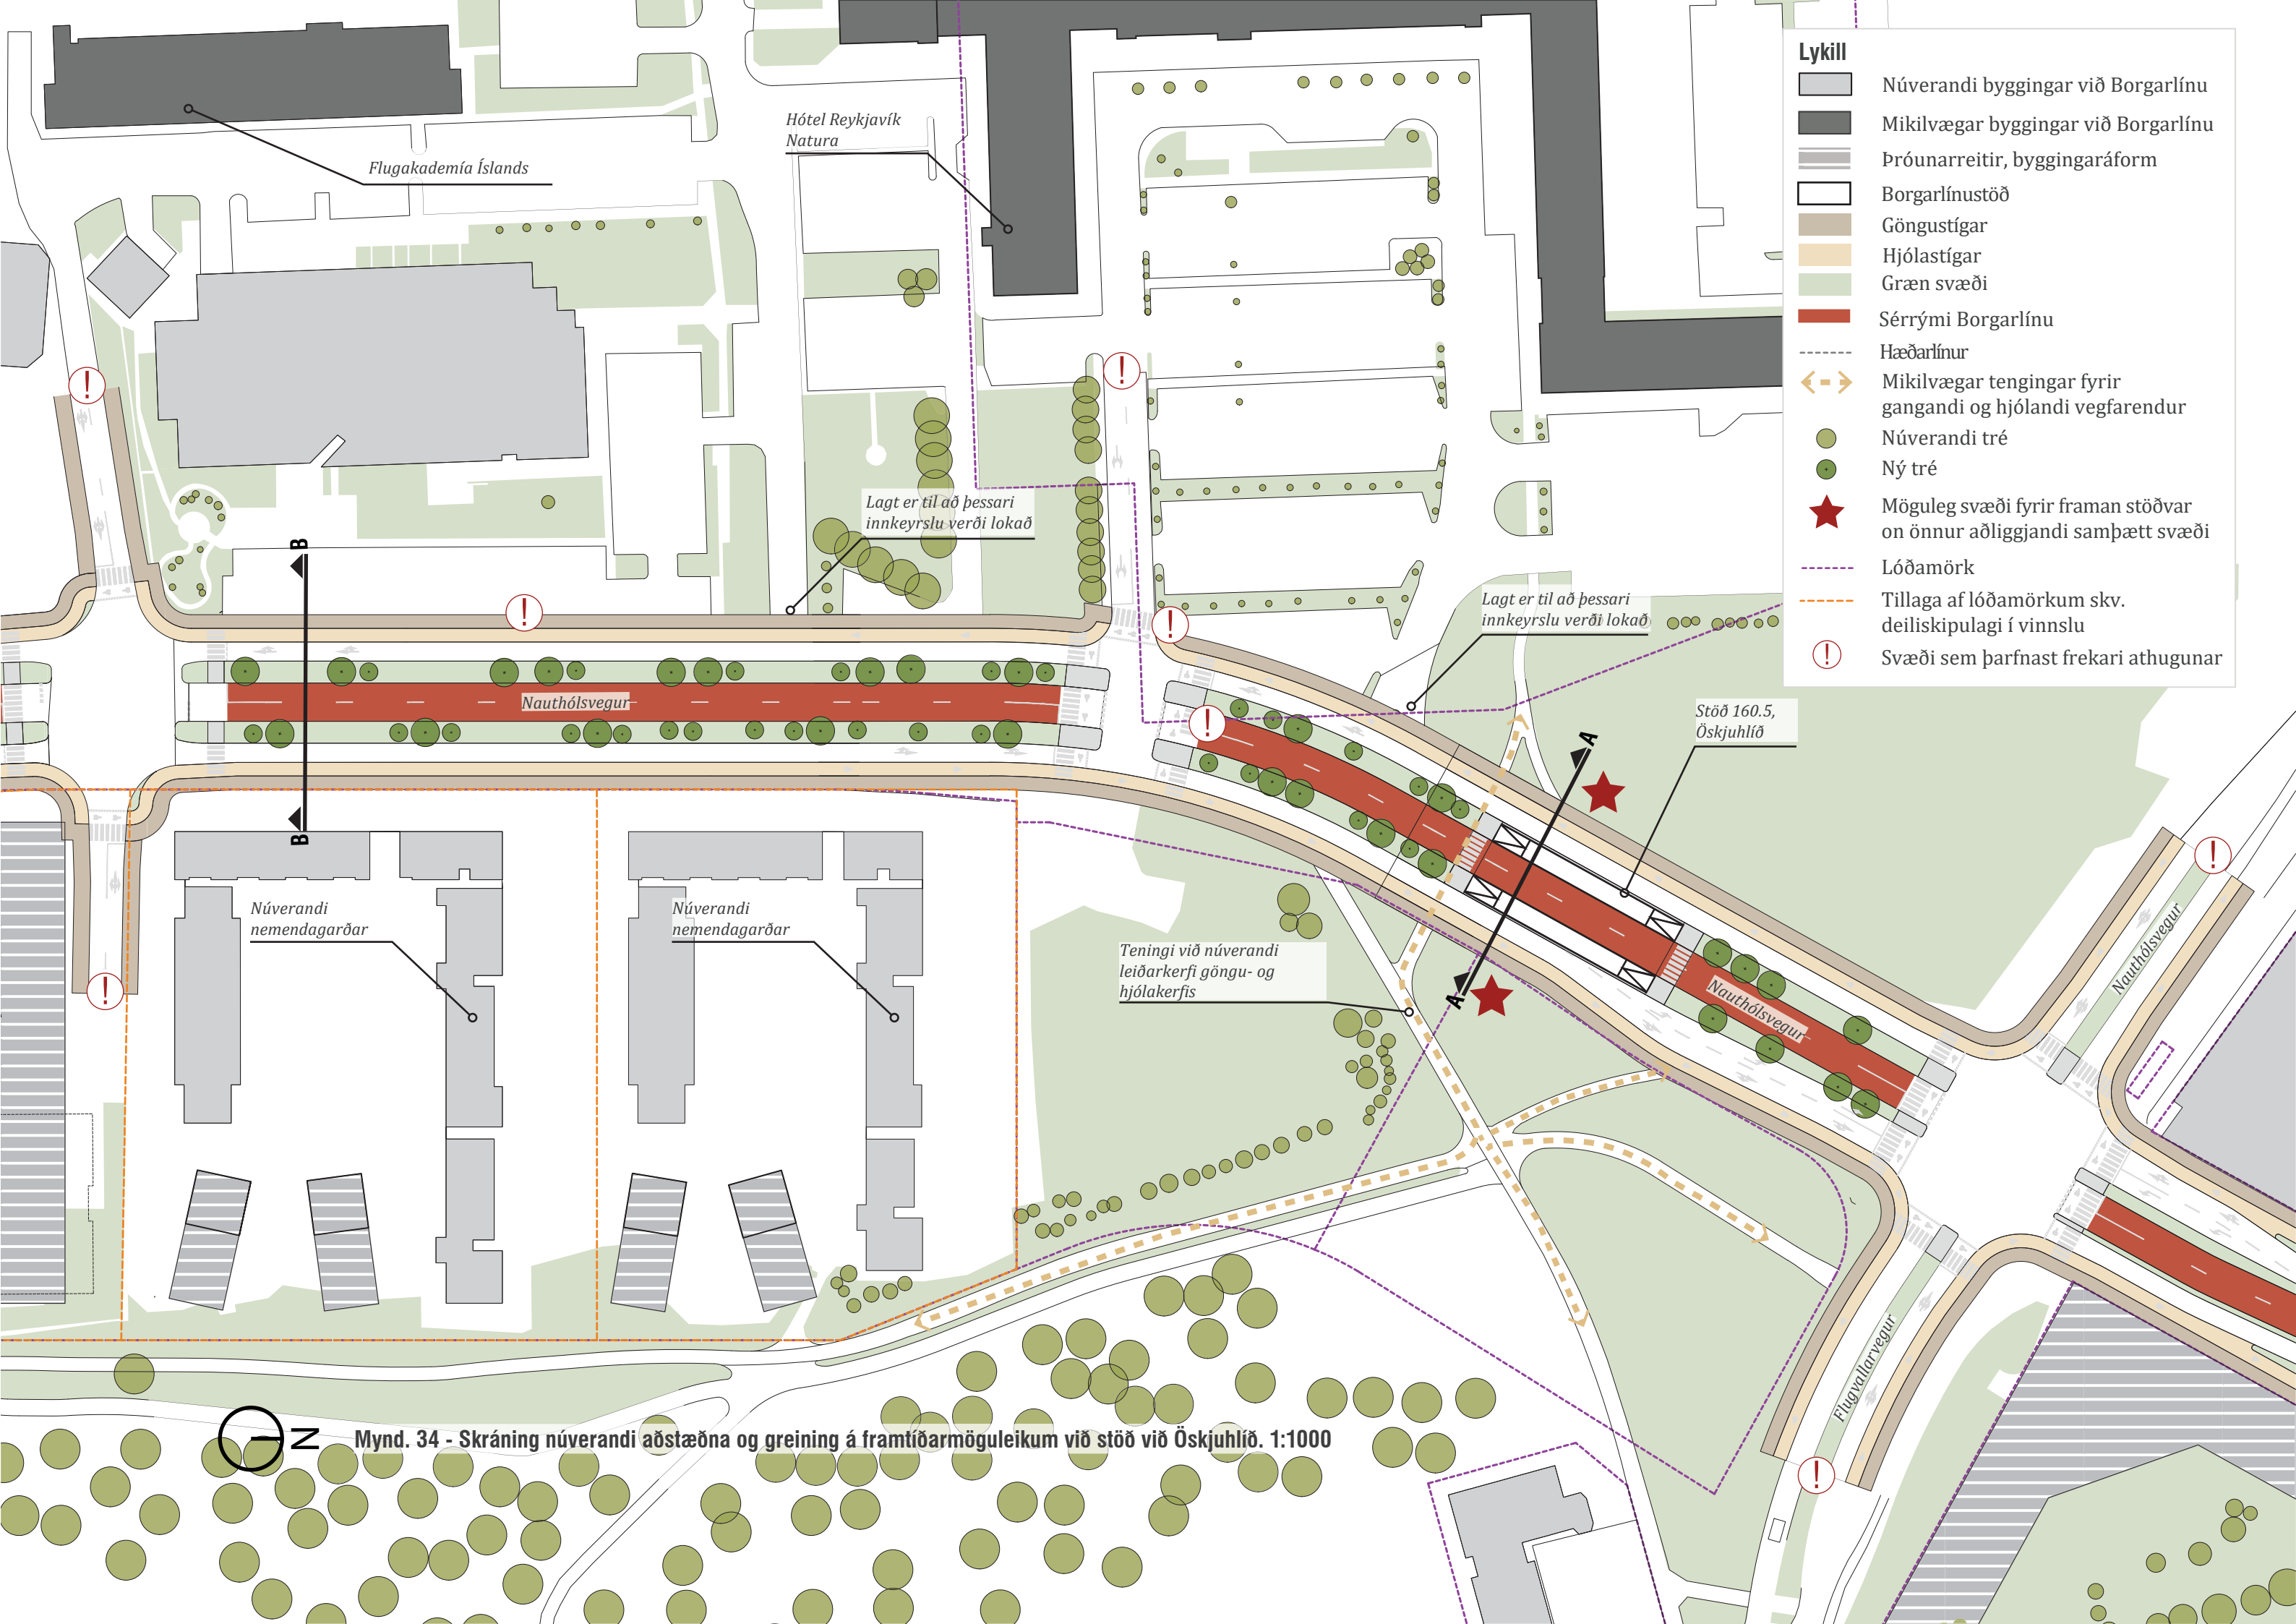 Flugakademía Íslands
Hótel Reykjavík
Natura
Lagt er til að þessari
innkeyrslu verði lokað
B
B
Nauthólsvegur
Lagt er til að þessari
innkeyrslu verði lokað
Stöð 160.5,
Öskjuhlíð
A
A
Nauthólsvegur
Nauthólsvegur
Núverandi
nemendagarðar
Núverandi
nemendagarðar
Teningi við núverandi
leiðarkerfi göngu- og
hjólakerfis
Flugvallarvegur
Lykill
Núverandi byggingar við Borgarlínu
Mikilvægar byggingar við Borgarlínu
Þróunarreitir, byggingaráform
Borgarlínustöð
Göngustígar
Hjólastígar
Græn svæði
Sérrými Borgarlínu
Hæðarlínur
Mikilvægar tengingar fyrir
gangandi og hjólandi vegfarendur
Núverandi tré
Ný tré
Möguleg svæði fyrir framan stöðvar
on önnur aðliggjandi samþætt svæði
Lóðamörk
Tillaga af lóðamörkum skv.
deiliskipulagi í vinnslu
! Svæði sem þarfnast frekari athugunar
!
!
!
!
!
!
!
!
N
Mynd. 34 - Skráning núverandi aðstæðna og greining á framtíðarmöguleikum við stöð við Öskjuhlíð. 1:1000